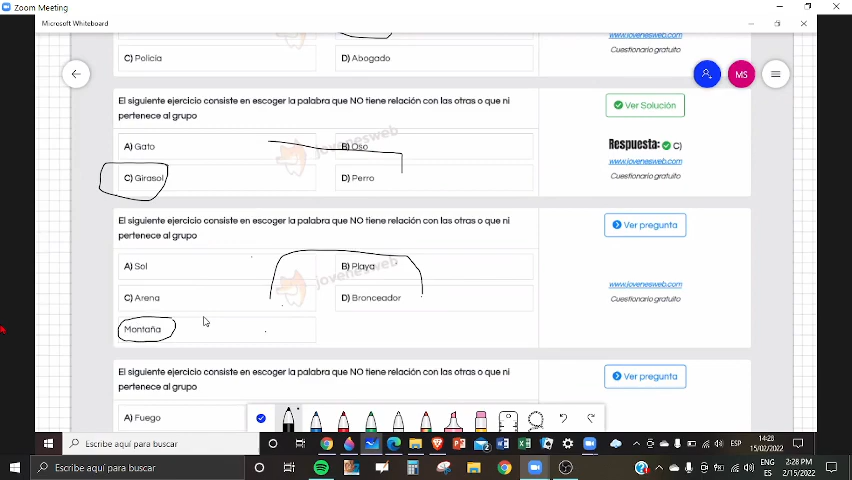 Zoom Meeting
Microsoft Whiteboard
www.jovenesweb.com
Cuestionario gratuito
C) Policía
D) Abogado
MS
El siguiente ejercicio consiste en escoger la palabra que NO tiene relación con las otras o que ni
pertenece al grupo
Ver Solución
A) Gato
B) Oso
jovenesweb
Respuesta: C)
www.jovenesweb.com
C) Girasol
D) Perro
Cuestionario gratuito
El siguiente ejercicio consiste en escoger la palabra que NO tiene relación con las otras o que ni
pertenece al grupo
Ver pregunta
A) Sol
B) Playa
jovenesweb
www.jovenesweb.com
C) Arena
D) Bronceador
Cuestionario gratuito
Montaña
El siguiente ejercicio consiste en escoger la palabra que NO tiene relación con las otras o que ni
pertenece al grupo
Ver pregunta
A) Fuego
Escribe aquí para buscar
ESP
14:28
15/02/2022
Escribe aquí para buscar
ENG
ES
2:28 PM
2/15/2022